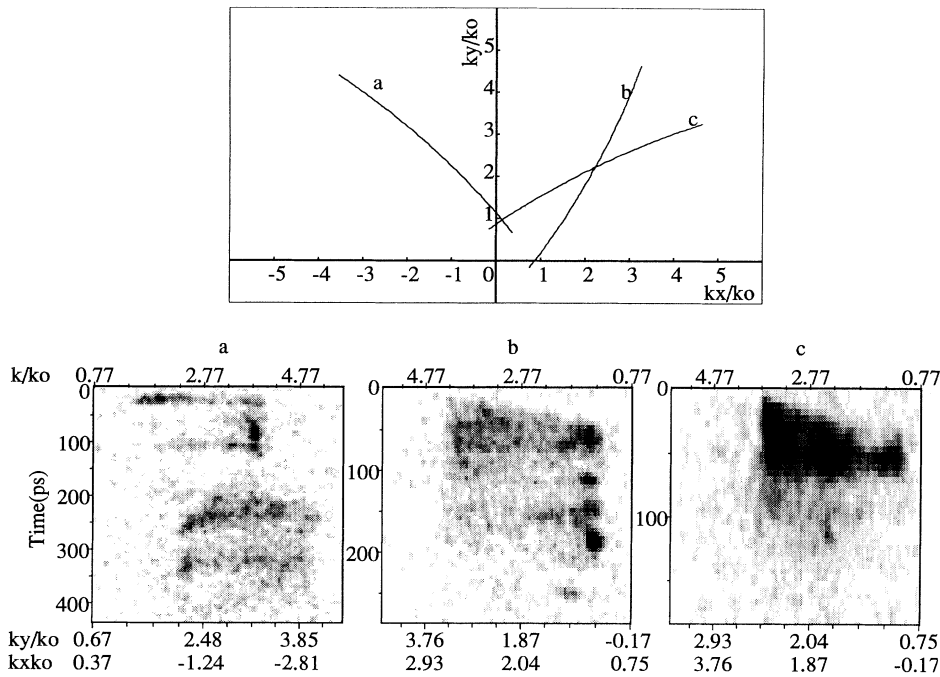 ky/ko
5
4
3
2
1
a
b
c
-5 -4 -3 -2 -1 0 1 2 3 4 5
kx/ko
a b c
k/ko 0.77 2.77 4.77 4.77 2.77 0.77 4.77 2.77 0.77
0 0 0
100 100 100
200 200
300
400
Time(ps)
ky/ko 0.67 2.48 3.85 3.76 1.87 -0.17 2.93 2.04 0.75
kxko 0.37 -1.24 -2.81 2.93 2.04 0.75 3.76 1.87 -0.17